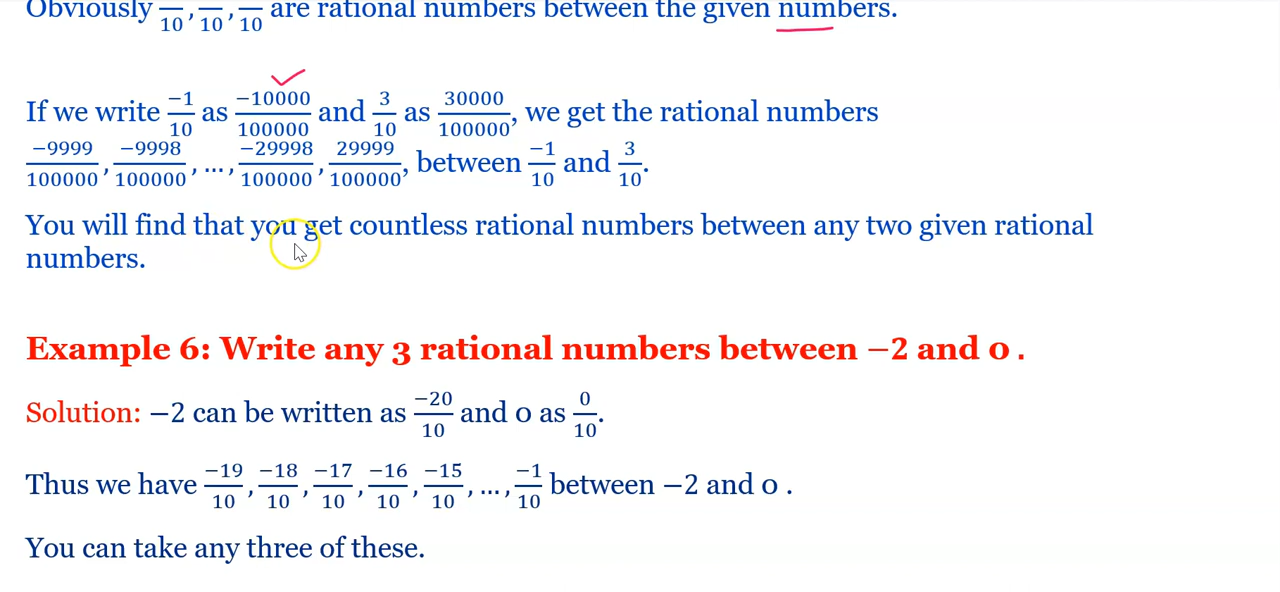 Obviously —/10, —/10, —/10 are rational numbers between the given numbers.
If we write −1/10 as −10000/100000 and 3/10 as 30000/100000, we get the rational numbers
−9999/100000, −9998/100000, ..., −29998/100000, 29999/100000, between −1/10 and 3/10.
You will find that you get countless rational numbers between any two given rational
numbers.
Example 6: Write any 3 rational numbers between −2 and 0 .
Solution: −2 can be written as −20/10 and 0 as 0/10.
Thus we have −19/10, −18/10, −17/10, −16/10, −15/10, ..., −1/10 between −2 and 0 .
You can take any three of these.